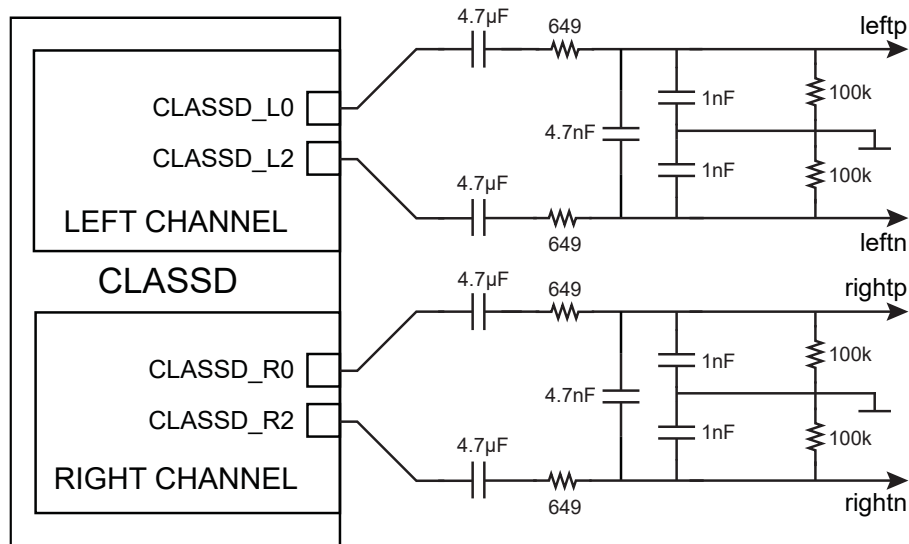 4.7µF
649
leftp
CLASSD_L0
1nF
100k
4.7nF
CLASSD_L2
4.7µF
1nF
100k
LEFT CHANNEL
649
leftn
CLASSD
4.7µF
649
rightp
CLASSD_R0
1nF
100k
4.7nF
CLASSD_R2
4.7µF
1nF
100k
RIGHT CHANNEL
649
rightn